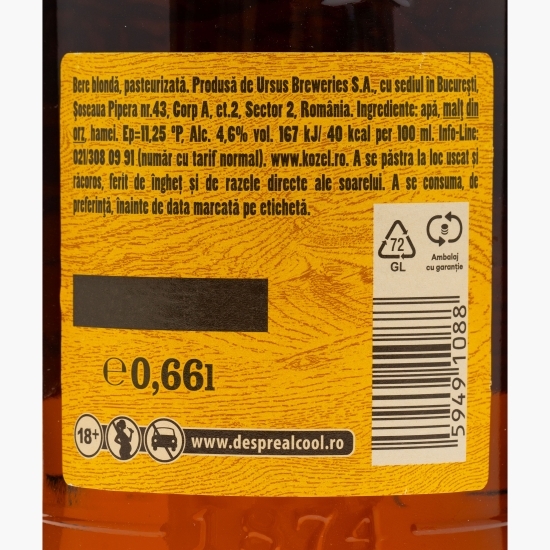 Bere blondă, pasteurizată. Produsă de Ursus Breweries S.A., cu sediul în București,
Șoseaua Pipera nr.43, Corp A, et.2, Sector 2, România. Ingrediente: apă, malț din
orz, hamei. Ep=11,25 °P, Alc. 4,6% vol. 167 kJ/ 40 kcal per 100 ml. Info-Line:
021/308 09 91 (număr cu tarif normal). www.kozel.ro. A se păstra la loc uscat și
răcoros, ferit de îngheț și de razele directe ale soarelui. A se consuma, de
preferință, înainte de data marcată pe etichetă.
72
GL
Ambalaj
cu garanție
5949 1088
℮0,66l
18+
www.desprealcool.ro
1874